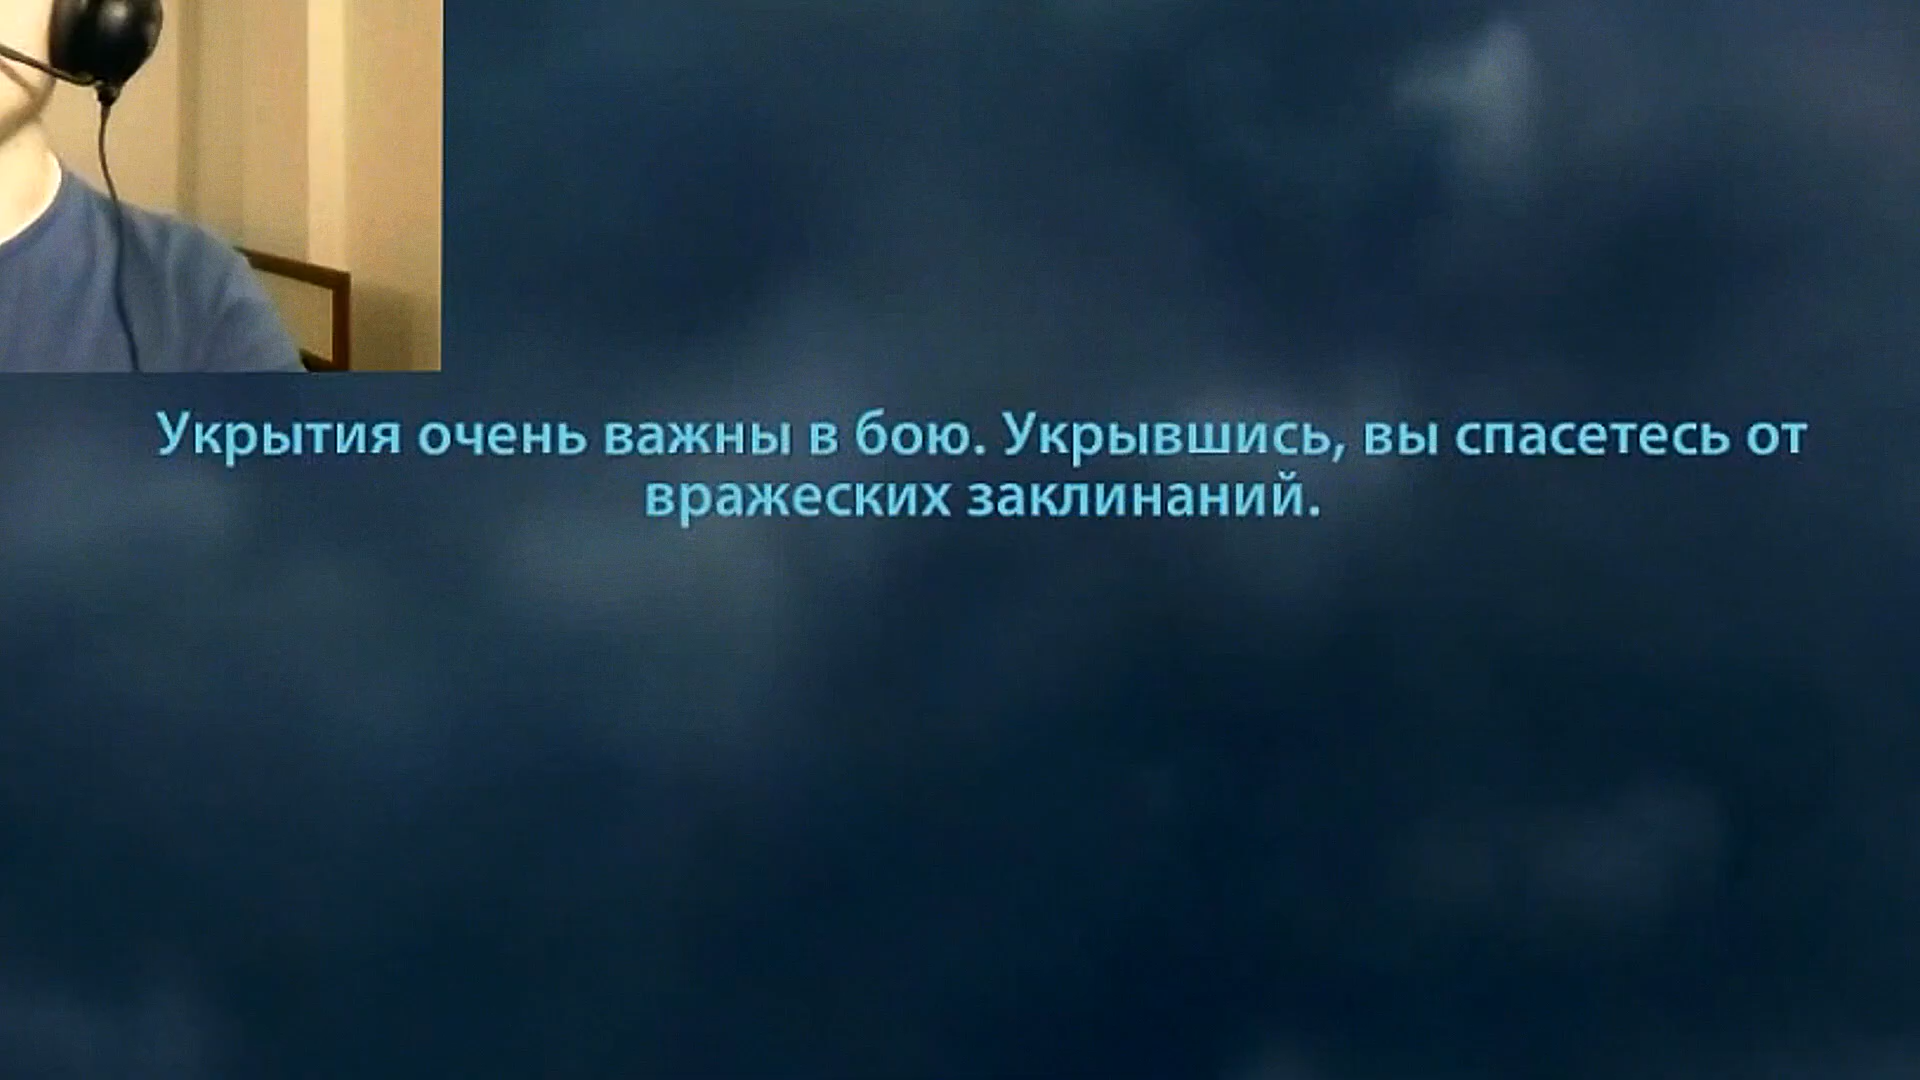 Укрытия очень важны в бою. Укрывшись, вы спасетесь от
вражеских заклинаний.